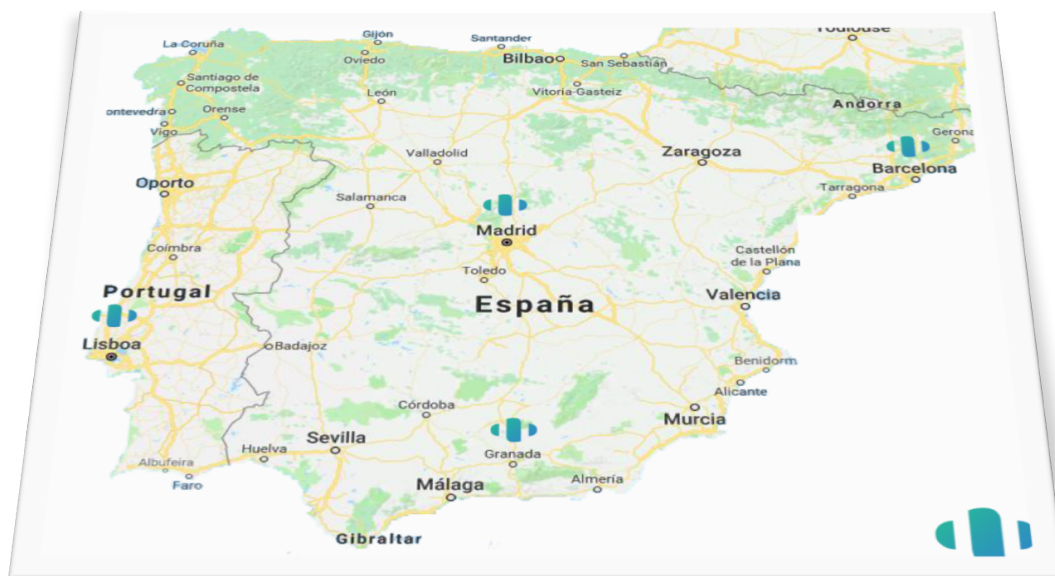 Toulouse
Gijón
Santander
La Coruña
Oviedo
Bilbao
San Sebastián
Santiago de
Compostela
León
Vitoria-Gasteiz
Andorra
ontevedra
Orense
Vigo
Gerona
Valladolid
Zaragoza
Barcelona
Oporto
Salamanca
Tarragona
Madrid
Coímbra
Castellón
de la Plana
Toledo
Portugal
España
Valencia
Lisboa
Badajoz
Benidorm
Alicante
Córdoba
Murcia
Sevilla
Huelva
Granada
Albufeira
Faro
Málaga
Almería
Gibraltar